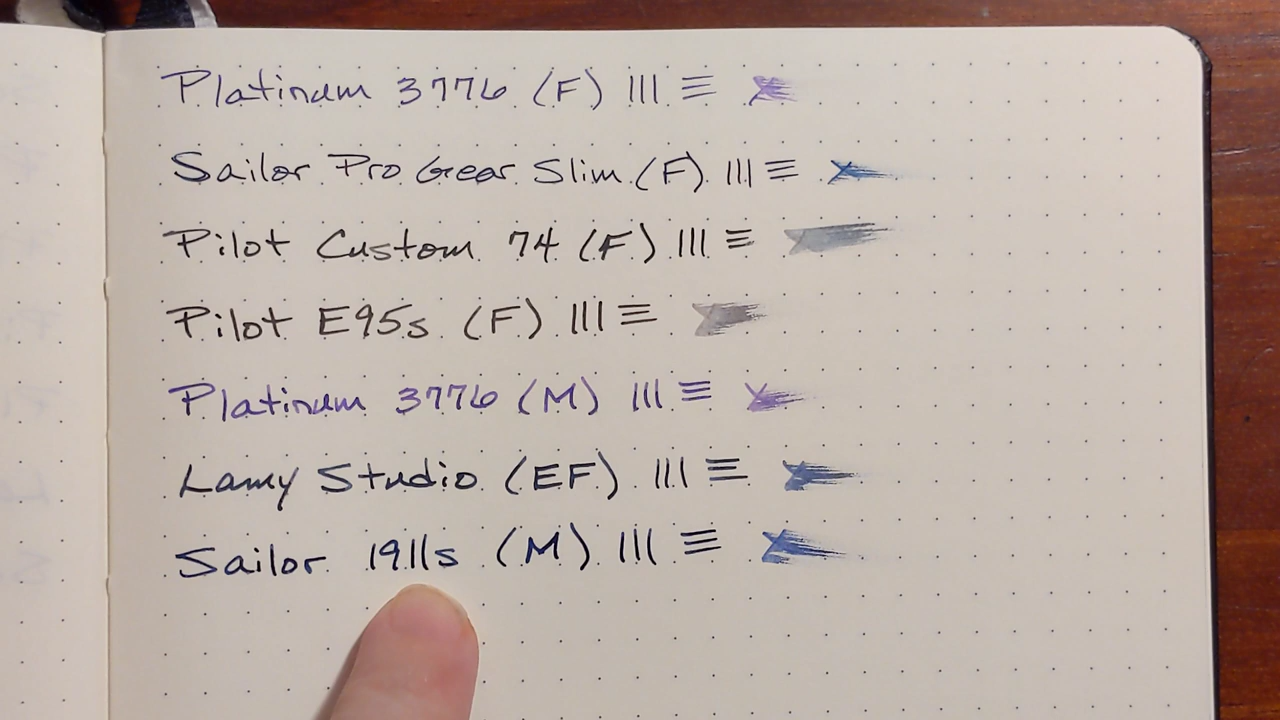 Platinum 3776 (F)
Sailor Pro Gear Slim (F)
Pilot Custom 74 (F)
Pilot E95s (F)
Platinum 3776 (M)
Lamy Studio (EF)
Sailor 1911s (M)